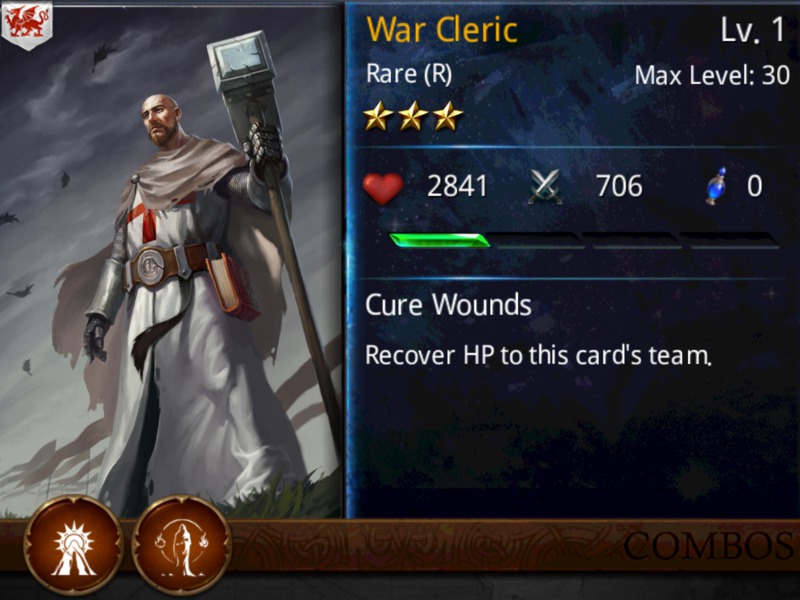 War Cleric
Lv. 1
Rare (R)
Max Level: 30
2841
706
0
Cure Wounds
Recover HP to this card's team.
COMBOS